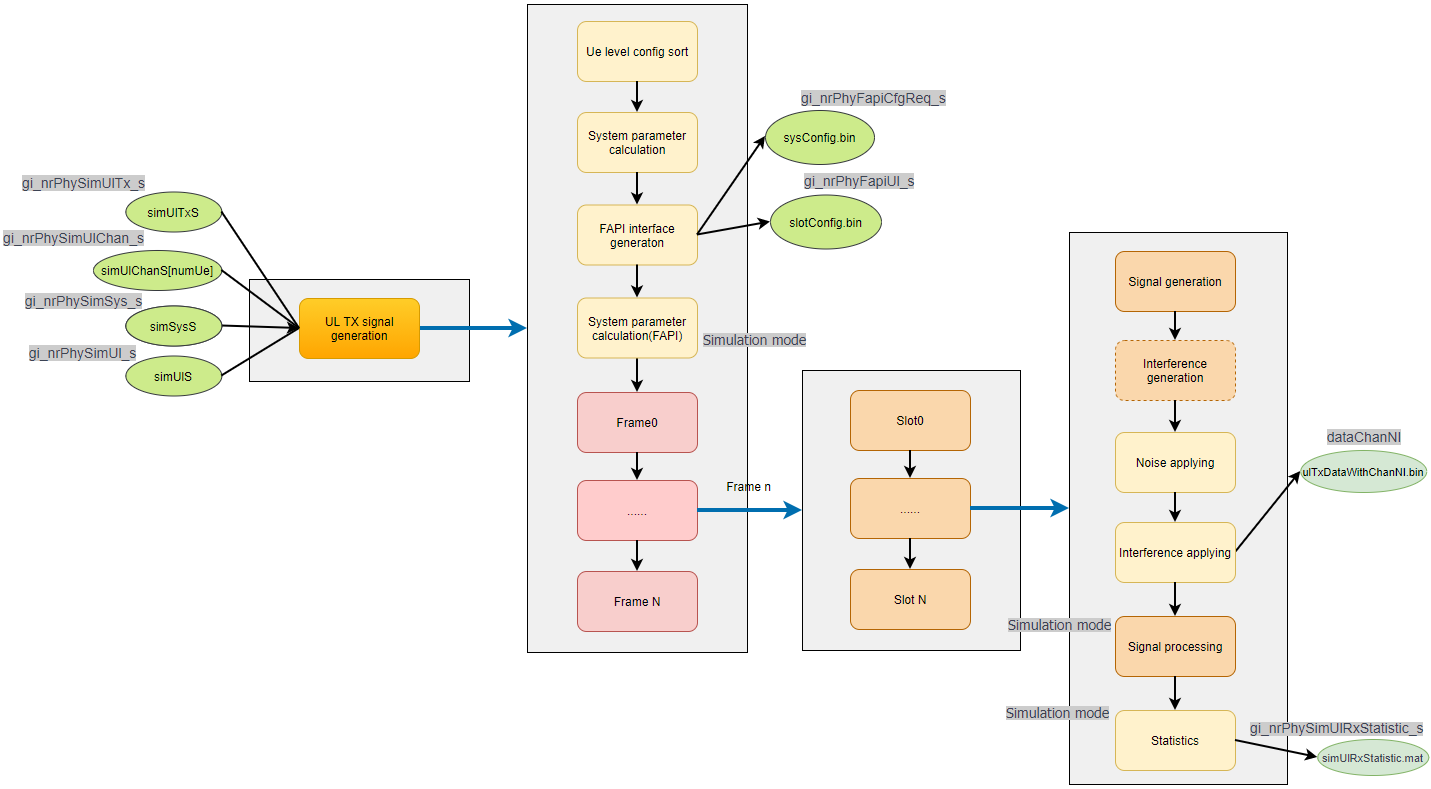 gi_nrPhySimUlTx_s
simUlTxS
gi_nrPhySimUlChan_s
simUlChanS[numUe]
gi_nrPhySimSys_s
simSysS
gi_nrPhySimUl_s
simUlS
UL TX signal
generation
Ue level config sort
System parameter
calculation
FAPI interface
generaton
System parameter
calculation(FAPI)
Simulation mode
Frame0
......
Frame N
gi_nrPhyFapiCfgReq_s
sysConfig.bin
gi_nrPhyFapiUl_s
slotConfig.bin
Frame n
Slot0
......
Slot N
Signal generation
Interference
generation
Noise applying
Interference applying
dataChanNI
ulTxDataWithChanNI.bin
Simulation mode
Signal processing
Simulation mode
Statistics
gi_nrPhySimUlRxStatistic_s
simUlRxStatistic.mat